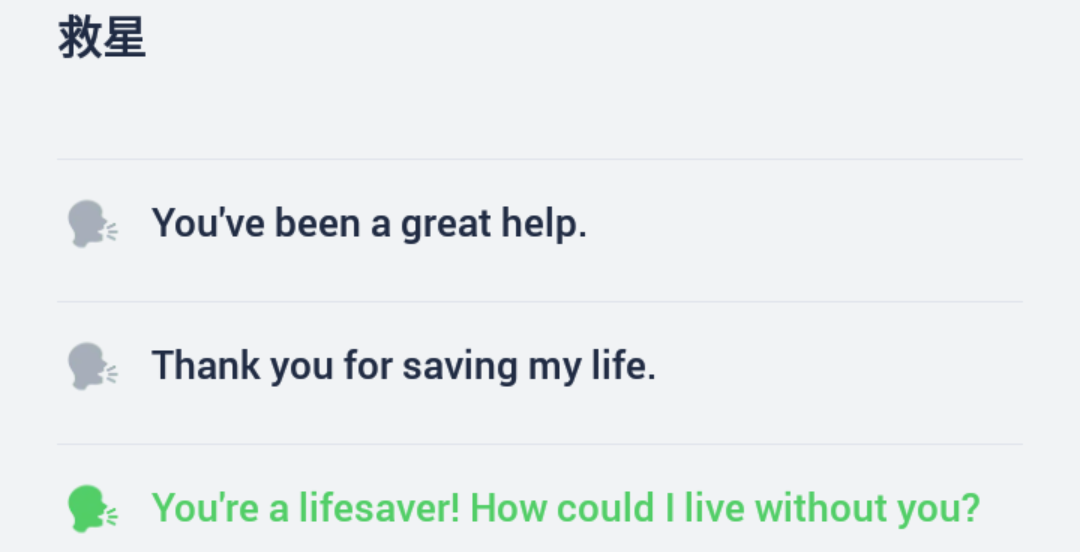 救星
You've been a great help.
Thank you for saving my life.
You're a lifesaver! How could I live without you?